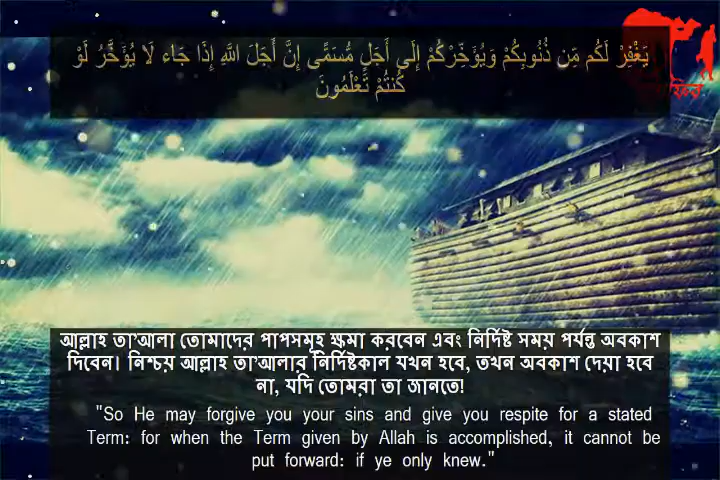 يَغْفِرْ لَكُم مِّن ذُنُوبِكُمْ وَيُؤَخِّرْكُمْ إِلَى أَجَلٍ مُّسَمًّى إِنَّ أَجَلَ اللَّهِ إِذَا جَاء لَا يُؤَخَّرُ لَوْ
كُنتُمْ تَعْلَمُونَ
আল্লাহ তা'আলা তোমাদের পাপসমূহ ক্ষমা করবেন এবং নির্দিষ্ট সময় পর্যন্ত অবকাশ
দিবেন। নিশ্চয় আল্লাহ তা'আলার নির্দিষ্টকাল যখন হবে, তখন অবকাশ দেয়া হবে
না, যদি তোমরা তা জানতে!
"So He may forgive you your sins and give you respite for a stated
Term: for when the Term given by Allah is accomplished, it cannot be
put forward: if ye only knew."